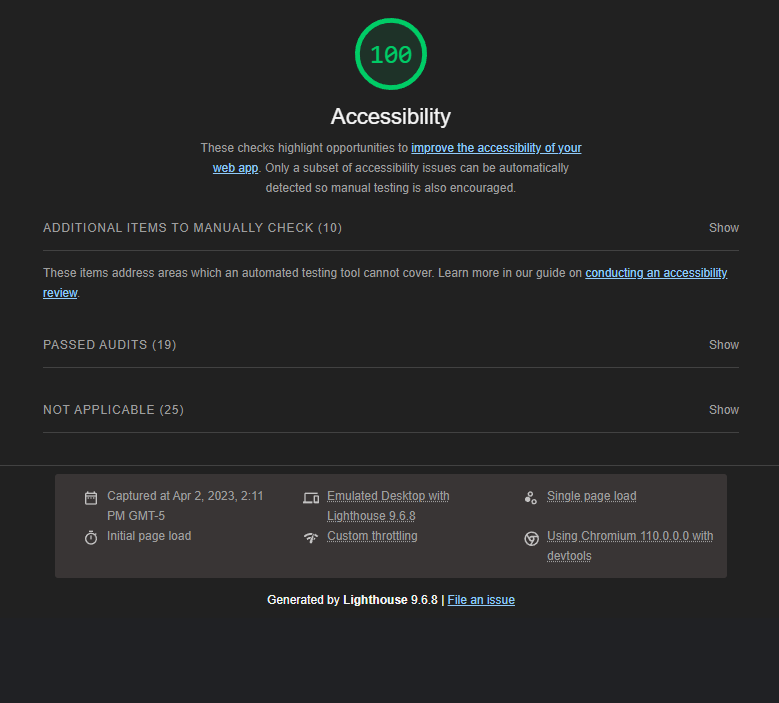 100
Accessibility
These checks highlight opportunities to improve the accessibility of your
web app. Only a subset of accessibility issues can be automatically
detected so manual testing is also encouraged.
ADDITIONAL ITEMS TO MANUALLY CHECK (10) Show
These items address areas which an automated testing tool cannot cover. Learn more in our guide on conducting an accessibility
review.
PASSED AUDITS (19) Show
NOT APPLICABLE (25) Show
Captured at Apr 2, 2023, 2:11
PM GMT-5
Emulated Desktop with
Lighthouse 9.6.8
Single page load
Initial page load
Custom throttling
Using Chromium 110.0.0.0 with
devtools
Generated by Lighthouse 9.6.8 | File an issue